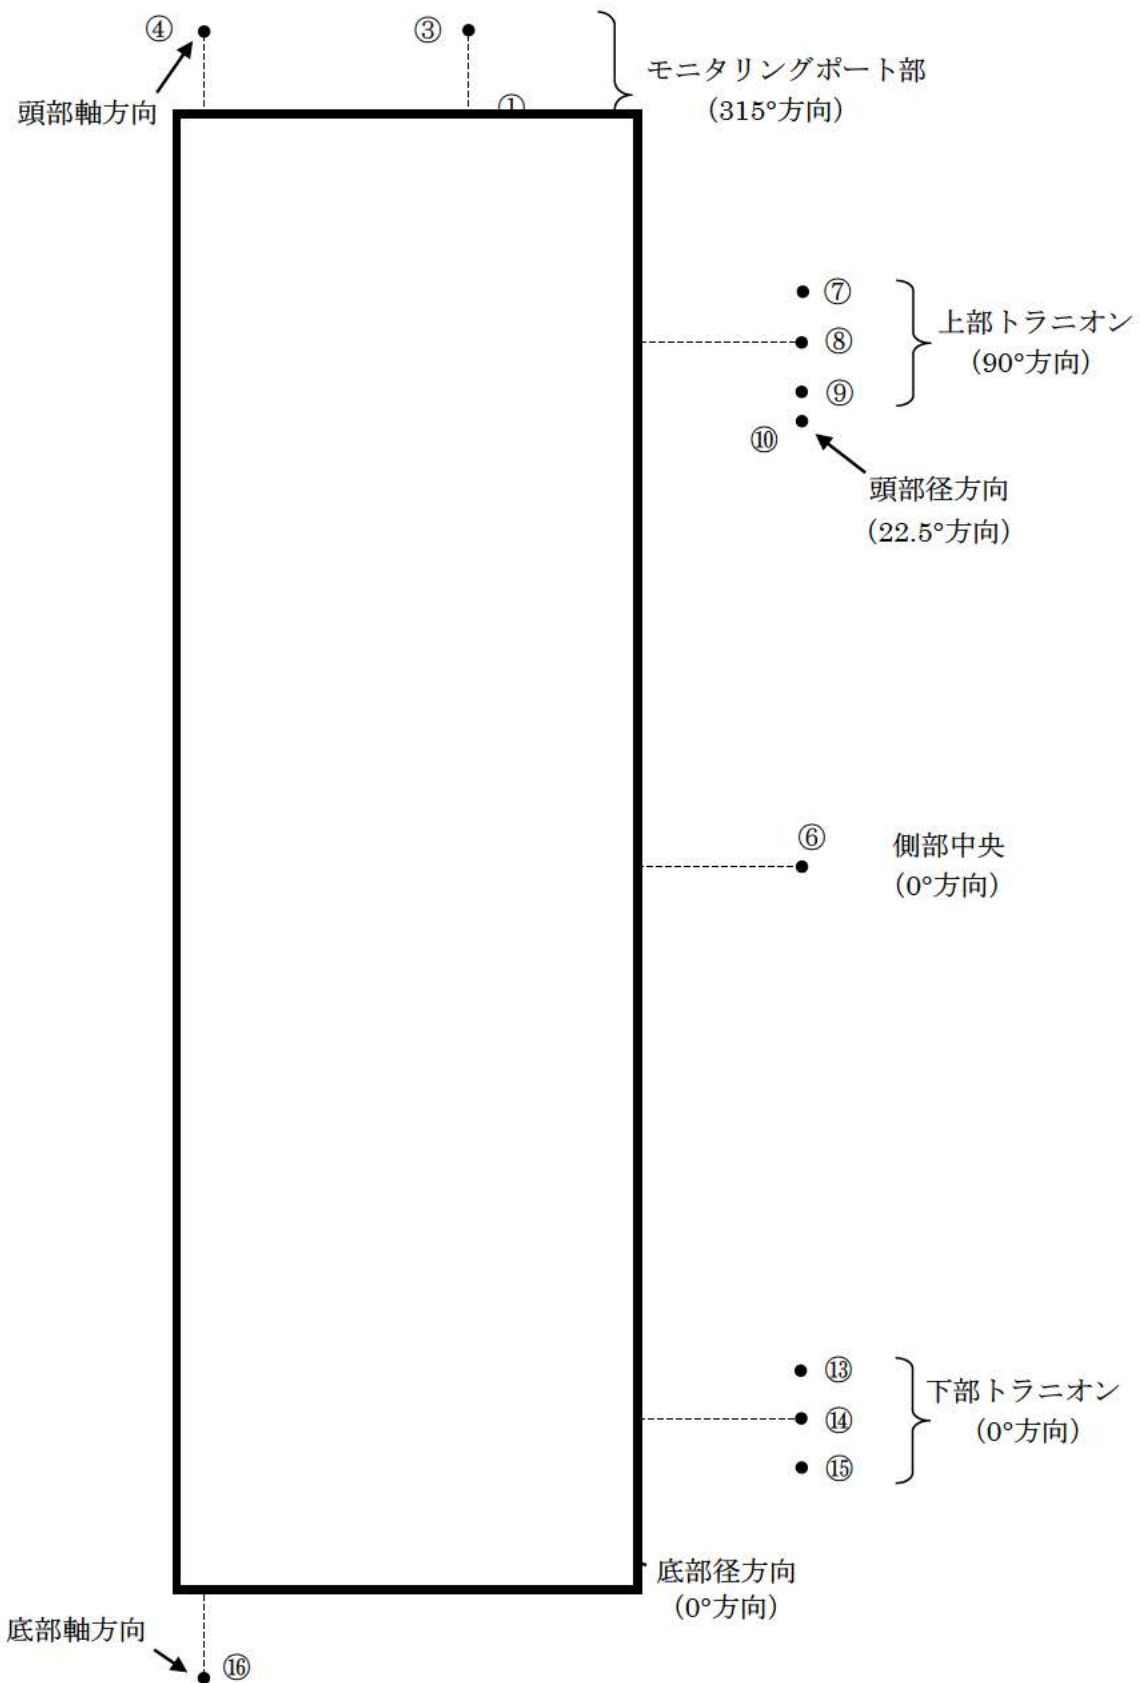 ④
③
モニタリングポート部
(315°方向)
頭部軸方向
①
⑦
⑧
上部トラニオン
(90°方向)
⑨
⑩
頭部径方向
(22.5°方向)
⑥
側部中央
(0°方向)
⑬
⑭
下部トラニオン
(0°方向)
⑮
底部径方向
(0°方向)
底部軸方向
⑯